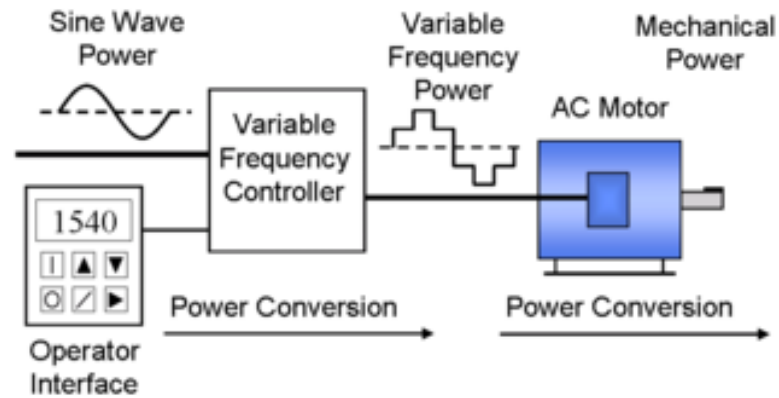 Sine Wave
Power
Variable
Frequency
Power
Mechanical
Power
AC Motor
Variable
Frequency
Controller
1540
Power Conversion
Power Conversion
Operator
Interface